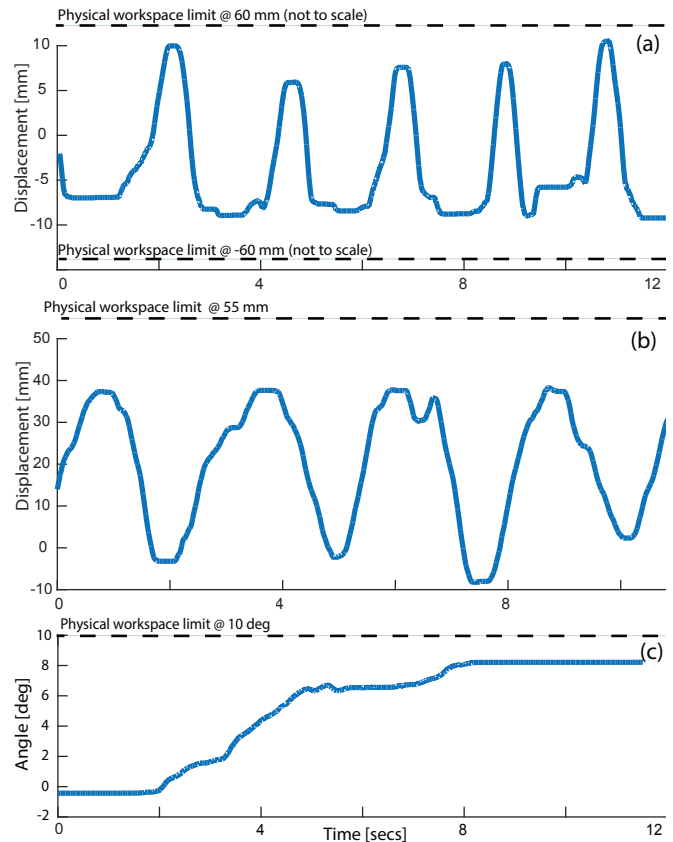 Physical workspace limit @ 60 mm (not to scale)
(a)
10
5
0
-5
-10
Displacement [mm]
Physical workspace limit @ -60 mm (not to scale)
0
4
8
12
Physical workspace limit @ 55 mm
(b)
50
40
30
20
10
0
-10
Displacement [mm]
0
4
8
Physical workspace limit @ 10 deg
(c)
10
8
6
4
2
0
-2
Angle [deg]
0
4
8
12
Time [secs]